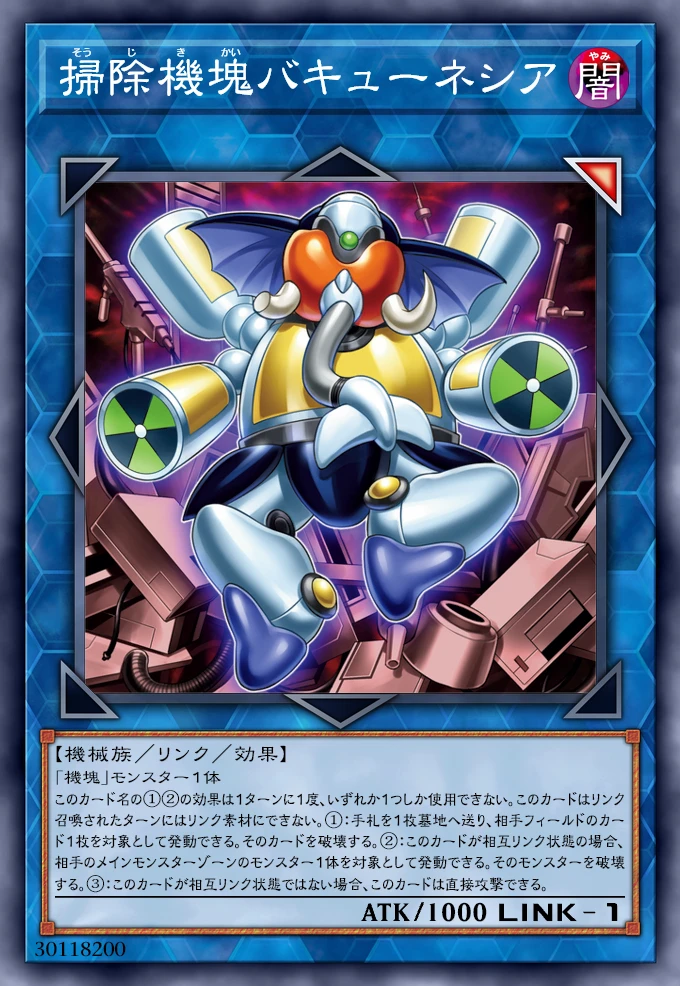 そうじきかい
掃除機塊バキューネシア
やみ
闇
【機械族／リンク／効果】
「機塊」モンスター１体
このカード名の①②の効果は１ターンに１度、いずれか１つしか使用できない。このカードはリンク
召喚されたターンにはリンク素材にできない。①：手札を１枚墓地へ送り、相手フィールドのカー
ド１枚を対象として発動できる。そのカードを破壊する。②：このカードが相互リンク状態の場合、
相手のメインモンスターゾーンのモンスター１体を対象として発動できる。そのモンスターを破壊
する。③：このカードが相互リンク状態ではない場合、このカードは直接攻撃できる。
ATK/1000 LINK－1
30118200